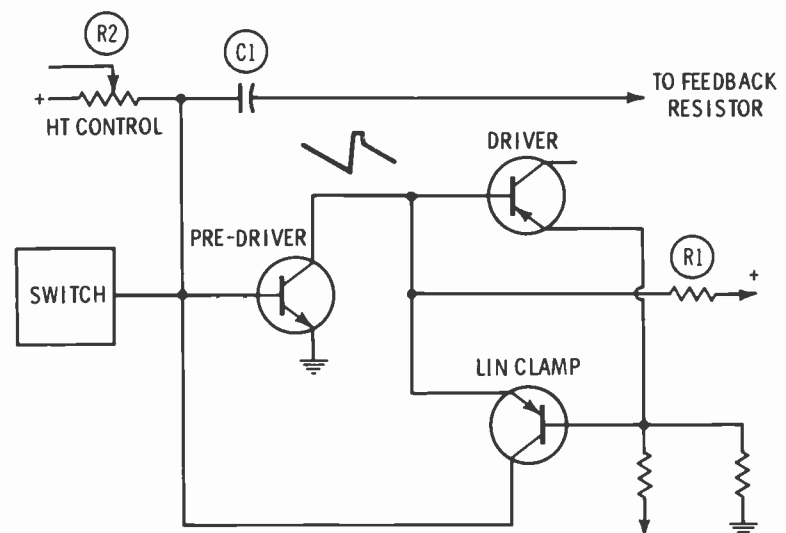 R2
C1
+
HT CONTROL
TO FEEDBACK
RESISTOR
DRIVER
PRE-DRIVER
R1
+
SWITCH
LIN CLAMP